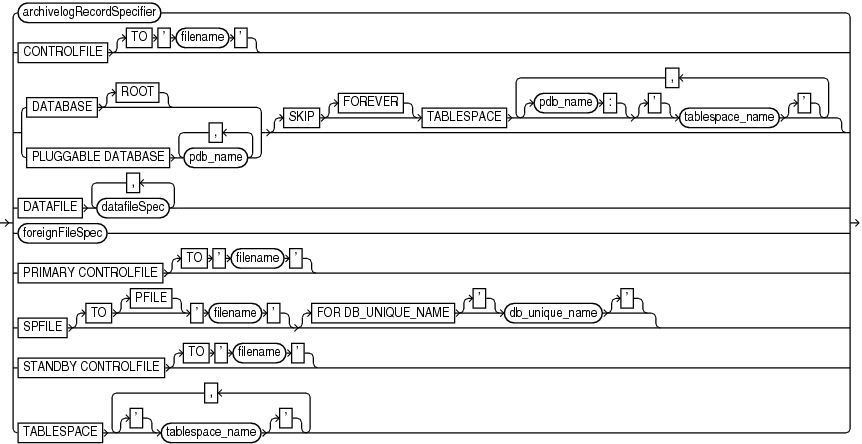 archivelogRecordSpecifier
TO ' filename '
CONTROLFILE
,
ROOT FOREVER pdb_name : ' '
DATABASE SKIP TABLESPACE tablespace_name
,
PLUGGABLE DATABASE pdb_name
,
DATAFILE datafileSpec
foreignFileSpec
TO ' filename '
PRIMARY CONTROLFILE
PFILE ' '
TO ' filename ' FOR DB_UNIQUE_NAME db_unique_name
SPFILE
TO ' filename '
STANDBY CONTROLFILE
,
' '
TABLESPACE tablespace_name